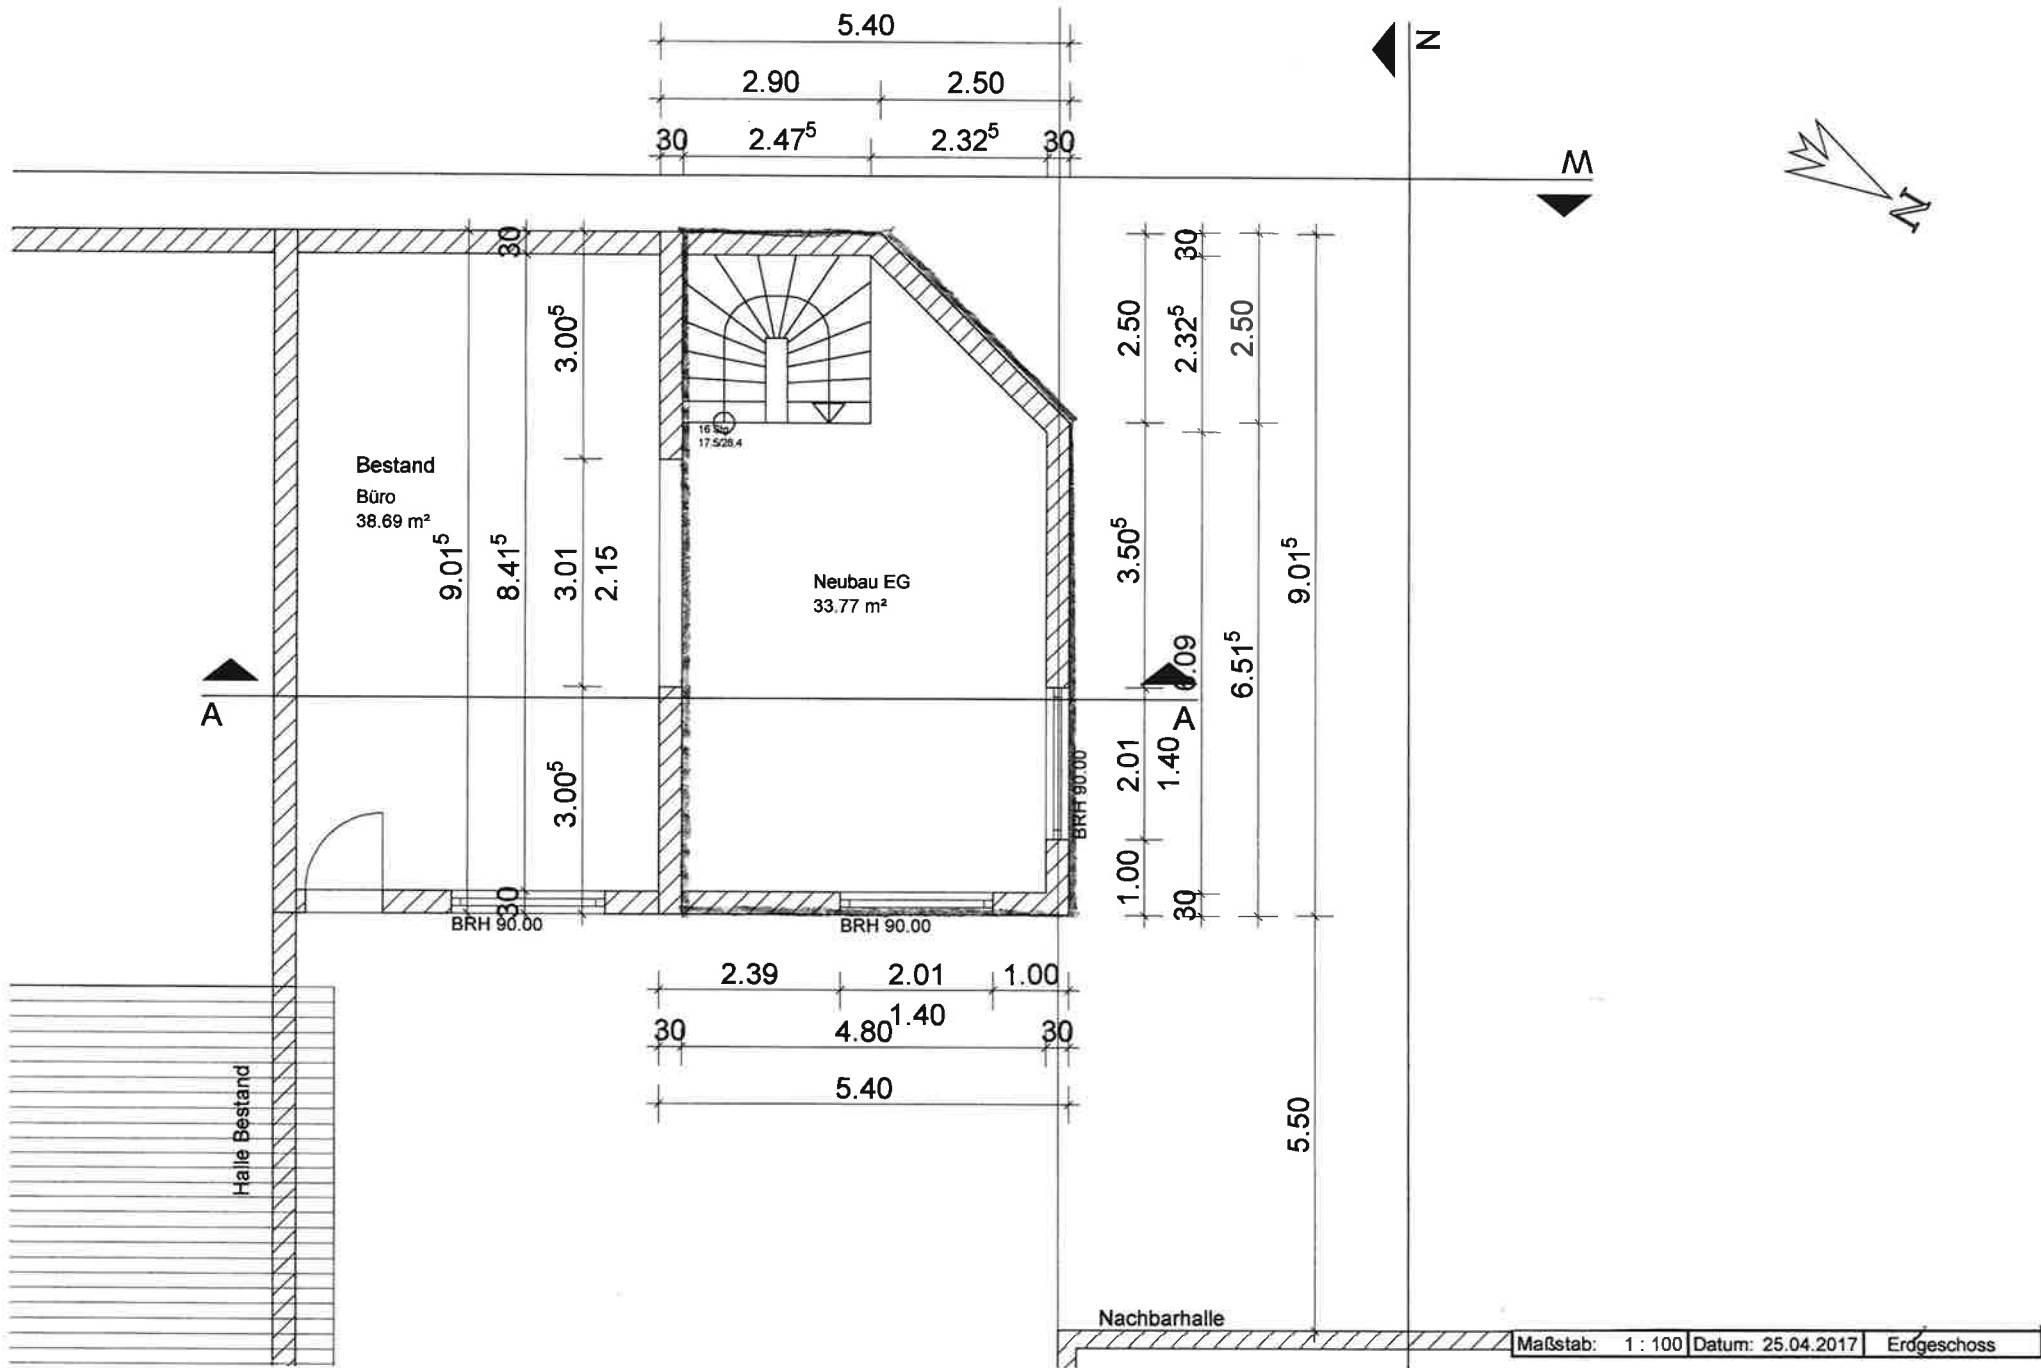 5.40
N
2.90 2.50
30 2.47⁵ 2.32⁵ 30
M
N
30
3.00⁵
30
2.50
2.32⁵
2.50
16 Stg
17.5/28.4
Bestand
Büro
38.69 m²
9.01⁵
8.41⁵
3.01
2.15
Neubau EG
33.77 m²
3.50⁵
6.09
6.51⁵
9.01⁵
A
A
3.00⁵
BRH 90.00
2.01
1.40
1.00
30
30
BRH 90.00
BRH 90.00
2.39 2.01 1.00
1.40
30 4.80 30
5.40
Halle Bestand
5.50
Nachbarhalle
Maßstab: 1 : 100 Datum: 25.04.2017 Erdgeschoss